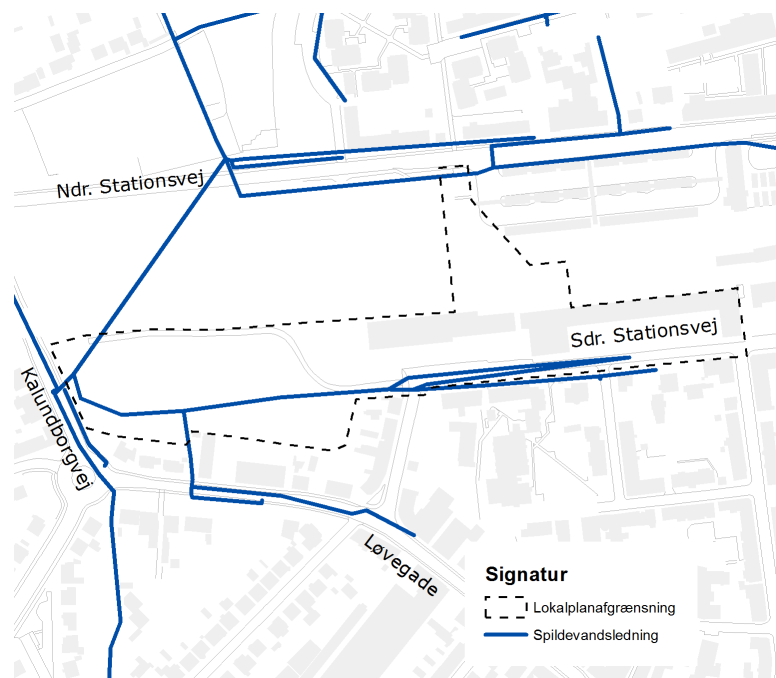 Ndr. Stationsvej
Sdr. Stationsvej
Kalundborgvej
Løvegade
Signatur
Lokalplanafgrænsning
Spildevandsledning